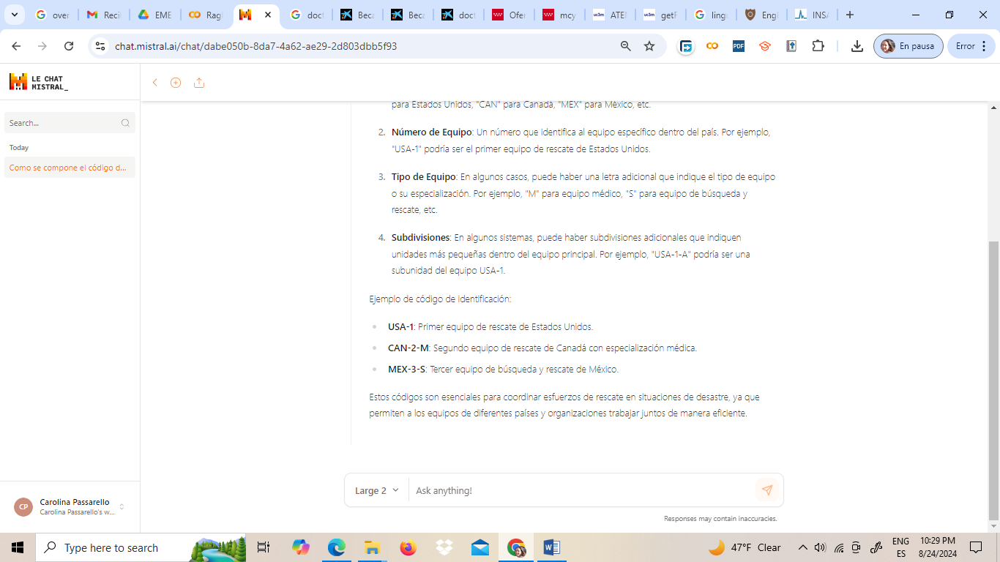 over
Recil
EME
Rag
doct
Beca
Beca
doct
Ofer
mcy
ATEI
getF
ling
Engl
INSA
chat.mistral.ai/chat/dabe050b-8da7-4a62-ae29-2d803dbb5f93
PDF
En pausa
Error
LE CHAT
MISTRAL_
Search...
Today
Como se compone el código d...
para Estados Unidos, "CAN" para Canadá, "MEX" para México, etc.
2. Número de Equipo: Un número que identifica al equipo específico dentro del país. Por ejemplo,
"USA-1" podría ser el primer equipo de rescate de Estados Unidos.
3. Tipo de Equipo: En algunos casos, puede haber una letra adicional que indique el tipo de equipo
o su especialización. Por ejemplo, "M" para equipo médico, "S" para equipo de búsqueda y
rescate, etc.
4. Subdivisiones: En algunos sistemas, puede haber subdivisiones adicionales que indiquen
unidades más pequeñas dentro del equipo principal. Por ejemplo, "USA-1-A" podría ser una
subunidad del equipo USA-1.
Ejemplo de código de identificación:
USA-1: Primer equipo de rescate de Estados Unidos.
CAN-2-M: Segundo equipo de rescate de Canadá con especialización médica.
MEX-3-S: Tercer equipo de búsqueda y rescate de México.
Estos códigos son esenciales para coordinar esfuerzos de rescate en situaciones de desastre, ya que
permiten a los equipos de diferentes países y organizaciones trabajar juntos de manera eficiente.
Large 2
Ask anything!
Responses may contain inaccuracies.
CP
Carolina Passarello
Carolina Passarello's w...
Type here to search
47°F Clear
ENG
ES
10:29 PM
8/24/2024